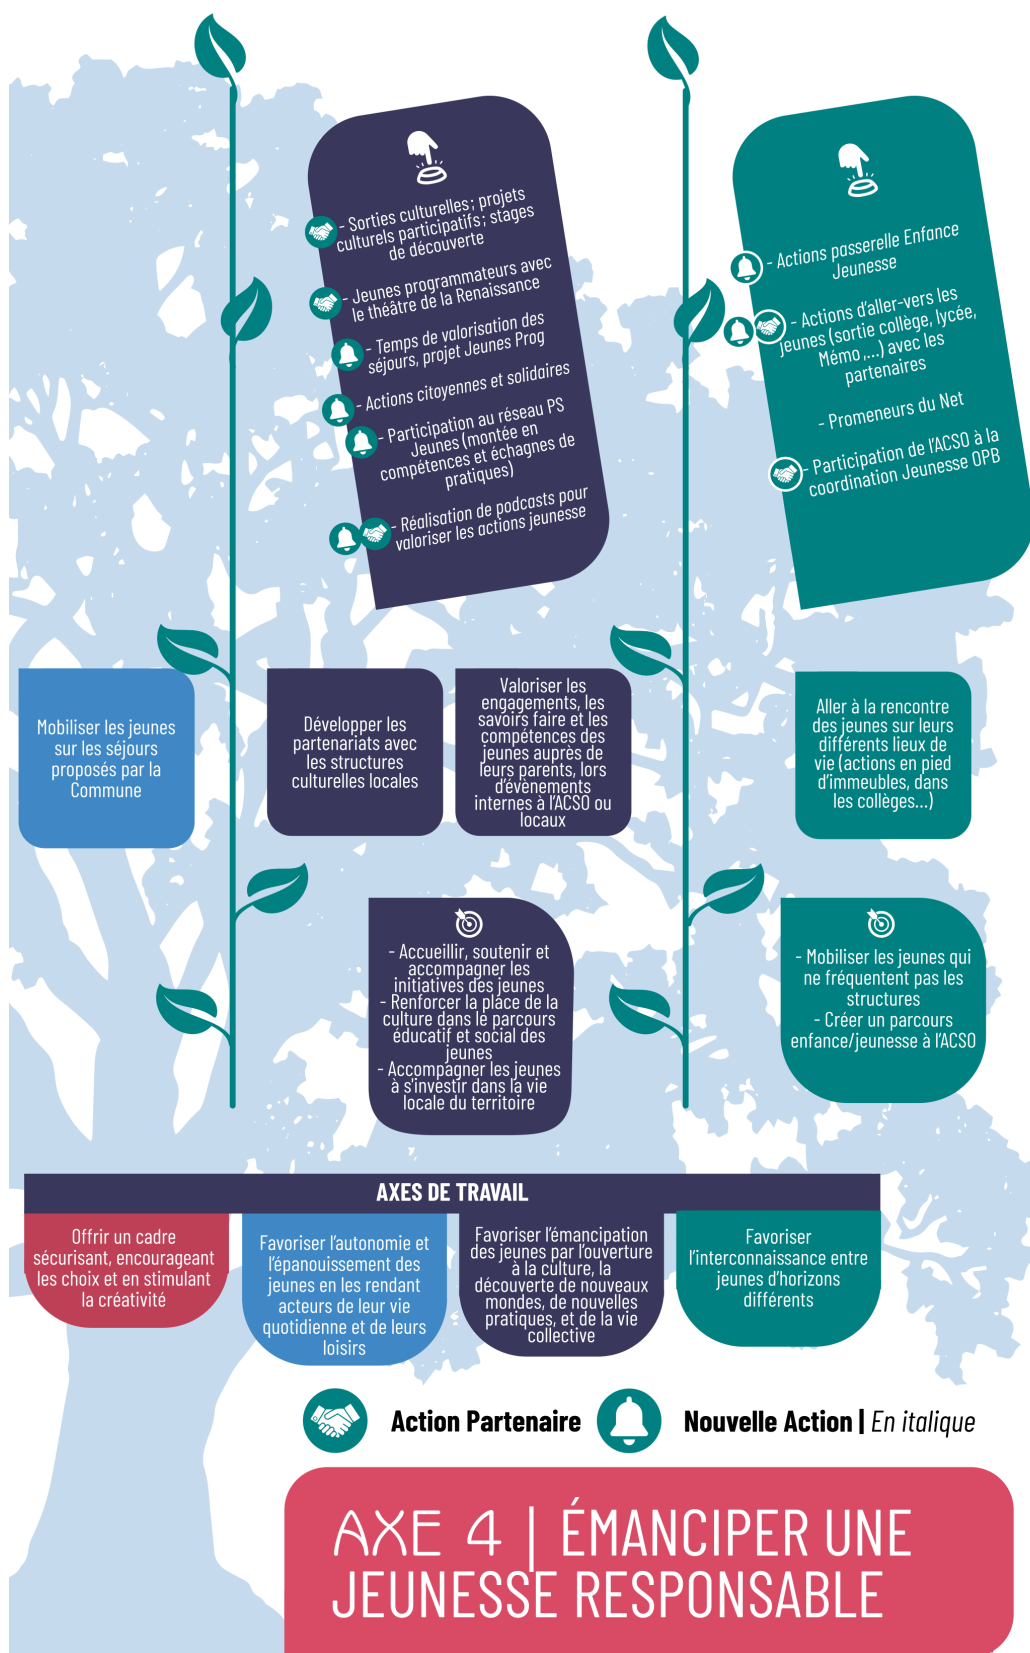 - Sorties culturelles; projets
culturels participatifs; stages
de découverte
- Jeunes programmateurs avec
le théâtre de la Renaissance
- Temps de valorisation des
séjours, projet Jeunes Prog
- Actions citoyennes et solidaires
- Participation au réseau PS
Jeunes (montée en
compétences et échagnes de
pratiques)
- Réalisation de podcasts pour
valoriser les actions jeunesse
- Actions passerelle Enfance
Jeunesse
- Actions d'aller-vers les
jeunes (sortie collège, lycée,
Mémo ,...) avec les
partenaires
- Promeneurs du Net
- Participation de l'ACSO à la
coordination Jeunesse OPB
Mobiliser les jeunes
sur les séjours
proposés par la
Commune
Développer les
partenariats avec
les structures
culturelles locales
Valoriser les
engagements, les
savoirs faire et les
compétences des
jeunes auprès de
leurs parents, lors
d'évènements
internes à l'ACSO ou
locaux
Aller à la rencontre
des jeunes sur leurs
différents lieux de
vie (actions en pied
d'immeubles, dans
les collèges...)
- Accueillir, soutenir et
accompagner les
initiatives des jeunes
- Renforcer la place de la
culture dans le parcours
éducatif et social des
jeunes
- Accompagner les jeunes
à s'investir dans la vie
locale du territoire
- Mobiliser les jeunes qui
ne fréquentent pas les
structures
- Créer un parcours
enfance/jeunesse à l'ACSO
AXES DE TRAVAIL
Offrir un cadre
sécurisant, encourageant
les choix et en stimulant
la créativité
Favoriser l'autonomie et
l'épanouissement des
jeunes en les rendant
acteurs de leur vie
quotidienne et de leurs
loisirs
Favoriser l'émancipation
des jeunes par l'ouverture
à la culture, la
découverte de nouveaux
mondes, de nouvelles
pratiques, et de la vie
collective
Favoriser
l'interconnaissance entre
jeunes d'horizons
différents
Action Partenaire
Nouvelle Action | En italique
AXE 4 | ÉMANCIPER UNE
JEUNESSE RESPONSABLE